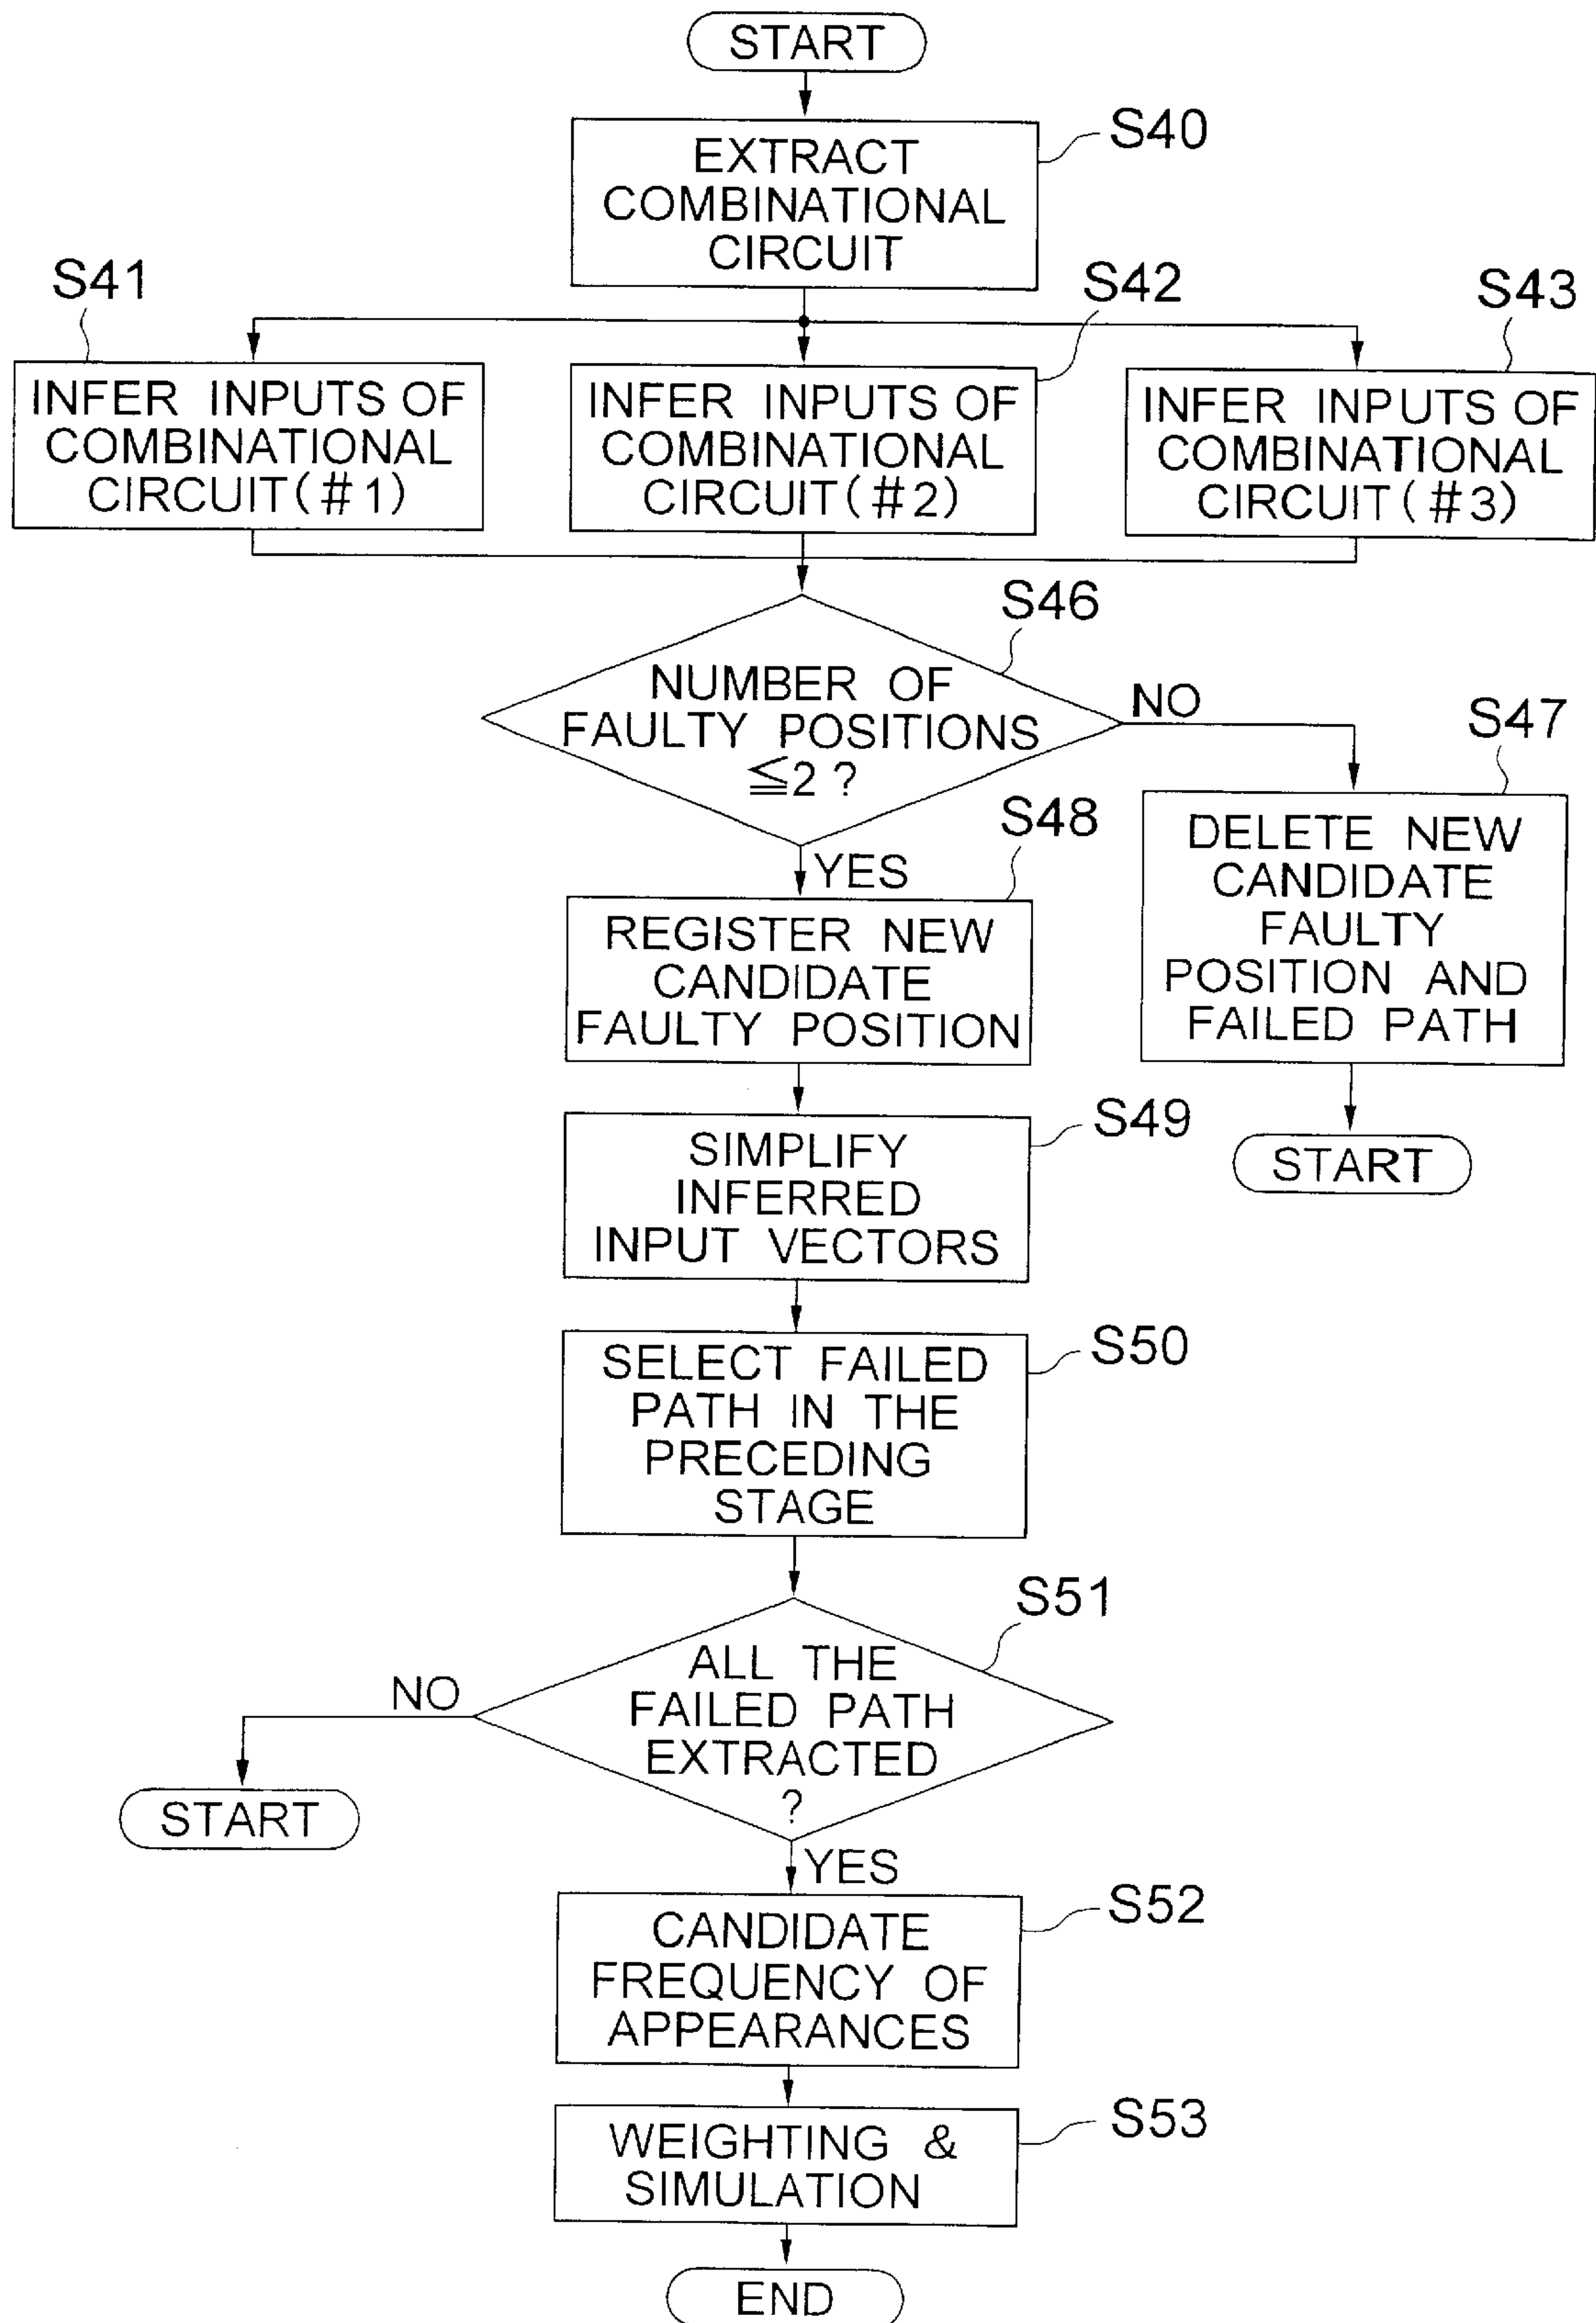 START
S40
EXTRACT
COMBINATIONAL
CIRCUIT
S41
S42
S43
INFER INPUTS OF
COMBINATIONAL
CIRCUIT(#1)
INFER INPUTS OF
COMBINATIONAL
CIRCUIT(#2)
INFER INPUTS OF
COMBINATIONAL
CIRCUIT(#3)
S46
NUMBER OF
FAULTY POSITIONS
≦2?
NO
YES
S47
DELETE NEW
CANDIDATE
FAULTY
POSITION AND
FAILED PATH
START
S48
REGISTER NEW
CANDIDATE
FAULTY POSITION
S49
SIMPLIFY
INFERRED
INPUT VECTORS
S50
SELECT FAILED
PATH IN THE
PRECEDING
STAGE
S51
ALL THE
FAILED PATH
EXTRACTED
?
NO
START
YES
S52
CANDIDATE
FREQUENCY OF
APPEARANCES
S53
WEIGHTING &
SIMULATION
END